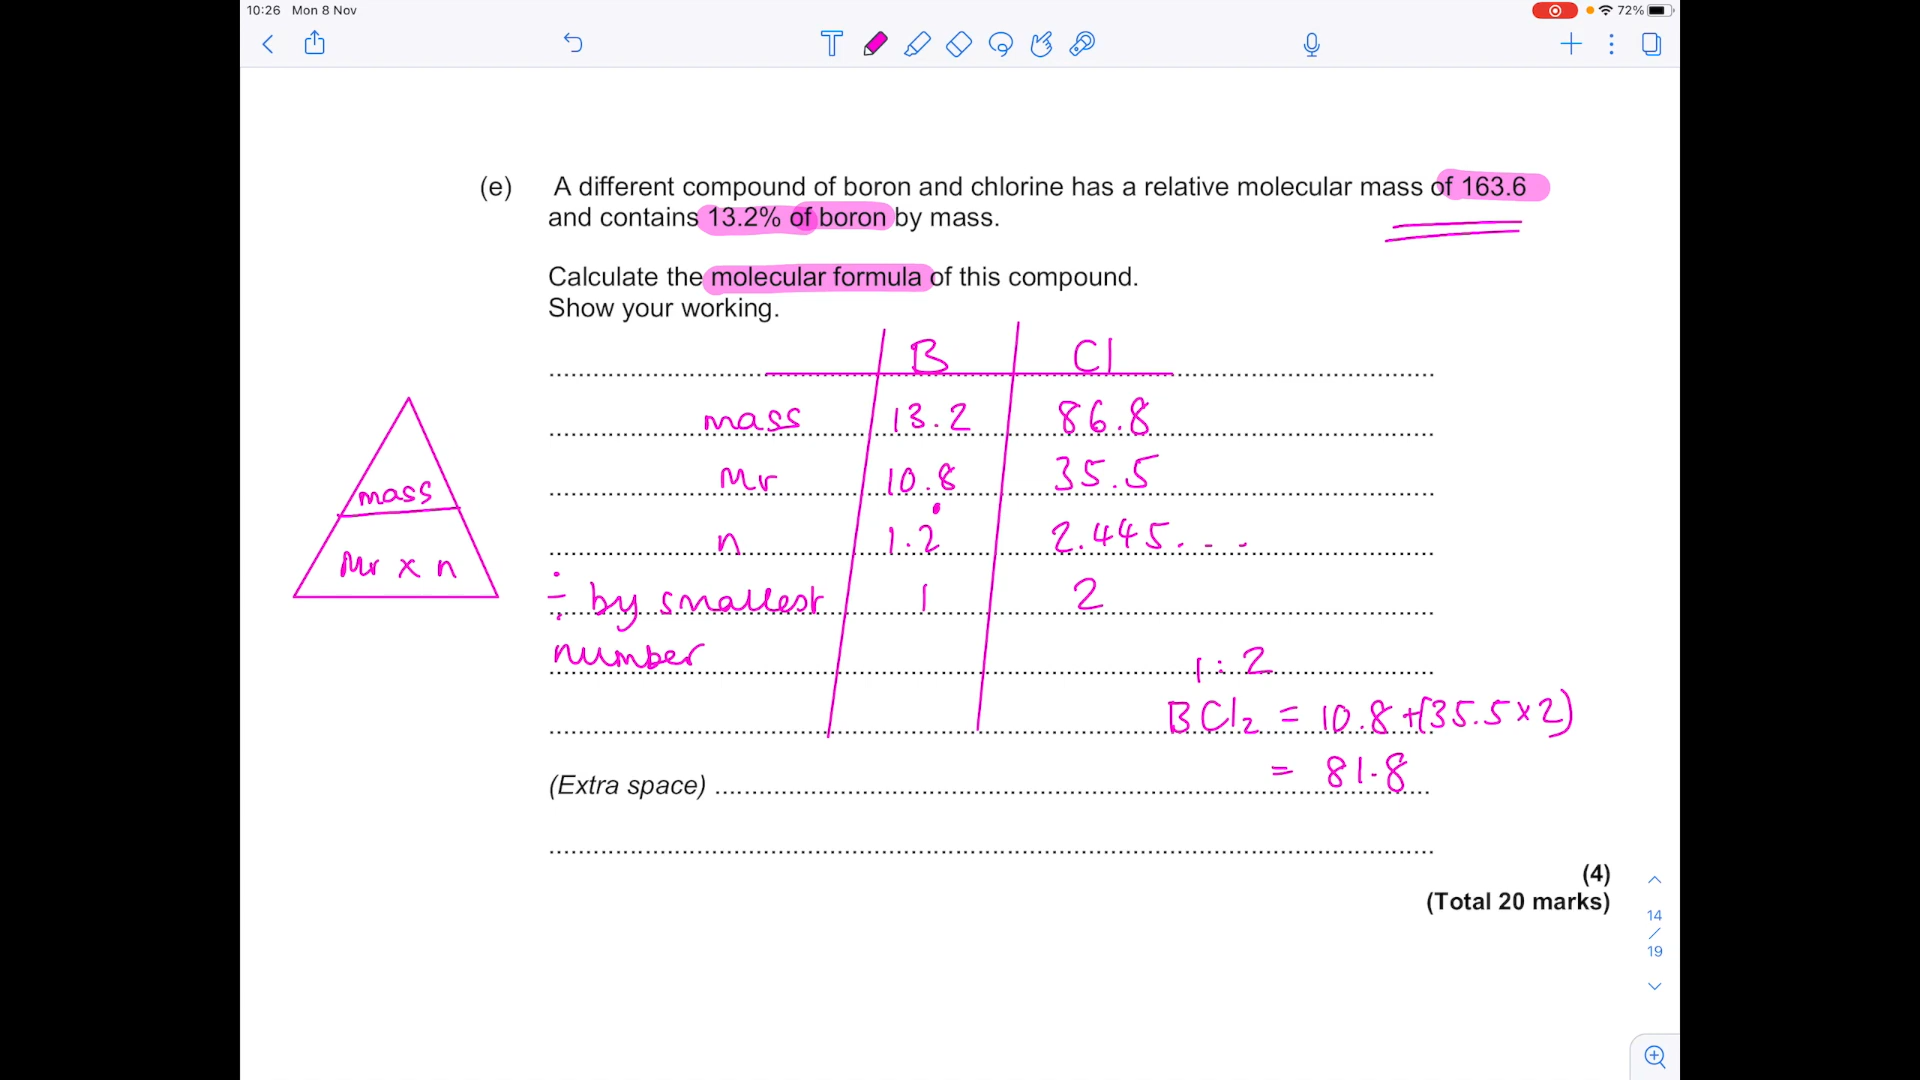 10:26 Mon 8 Nov
72%
T
(e) A different compound of boron and chlorine has a relative molecular mass of 163.6
and contains 13.2% of boron by mass.
Calculate the molecular formula of this compound.
Show your working.
B Cl
mass 13.2 86.8
Mr 10.8 35.5
n 1.2̇ 2.445...
÷ by smallest 1 2
number
mass
Mr x n
1:2
BCl₂ = 10.8+(35.5×2)
= 81.8
(Extra space)
(4)
(Total 20 marks)
14
/
19